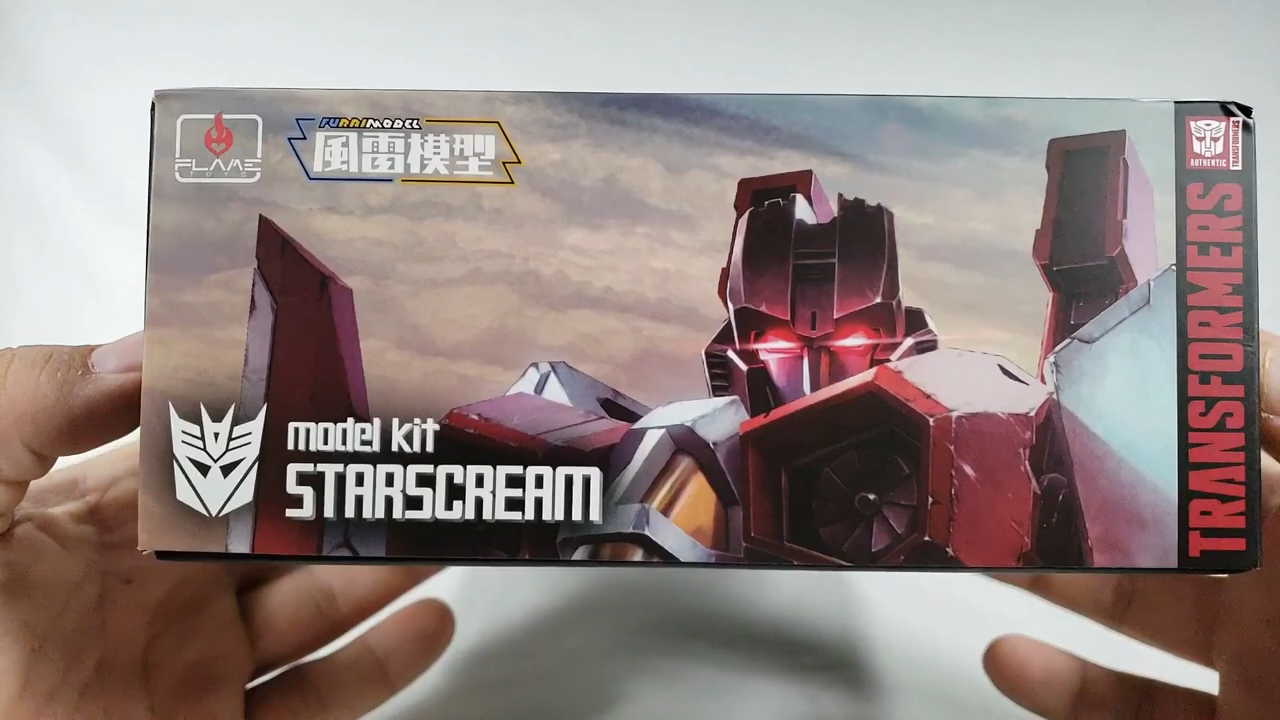 FLAME
TOYS
FURAIMODEL
風雷模型
model kit
STARSCREAM
AUTHENTIC
TRANSFORMERS
TRANSFORMERS